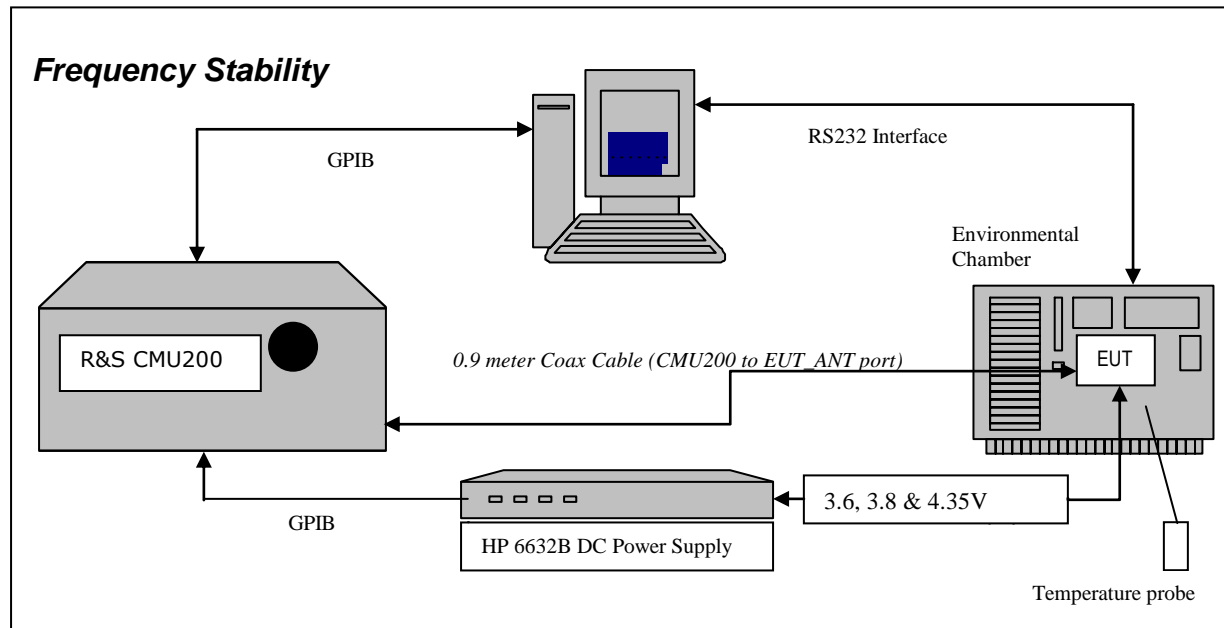 Frequency Stability
GPIB
RS232 Interface
Environmental
Chamber
R&S CMU200
0.9 meter Coax Cable (CMU200 to EUT_ANT port)
EUT
3.6, 3.8 & 4.35V
GPIB
HP 6632B DC Power Supply
Temperature probe